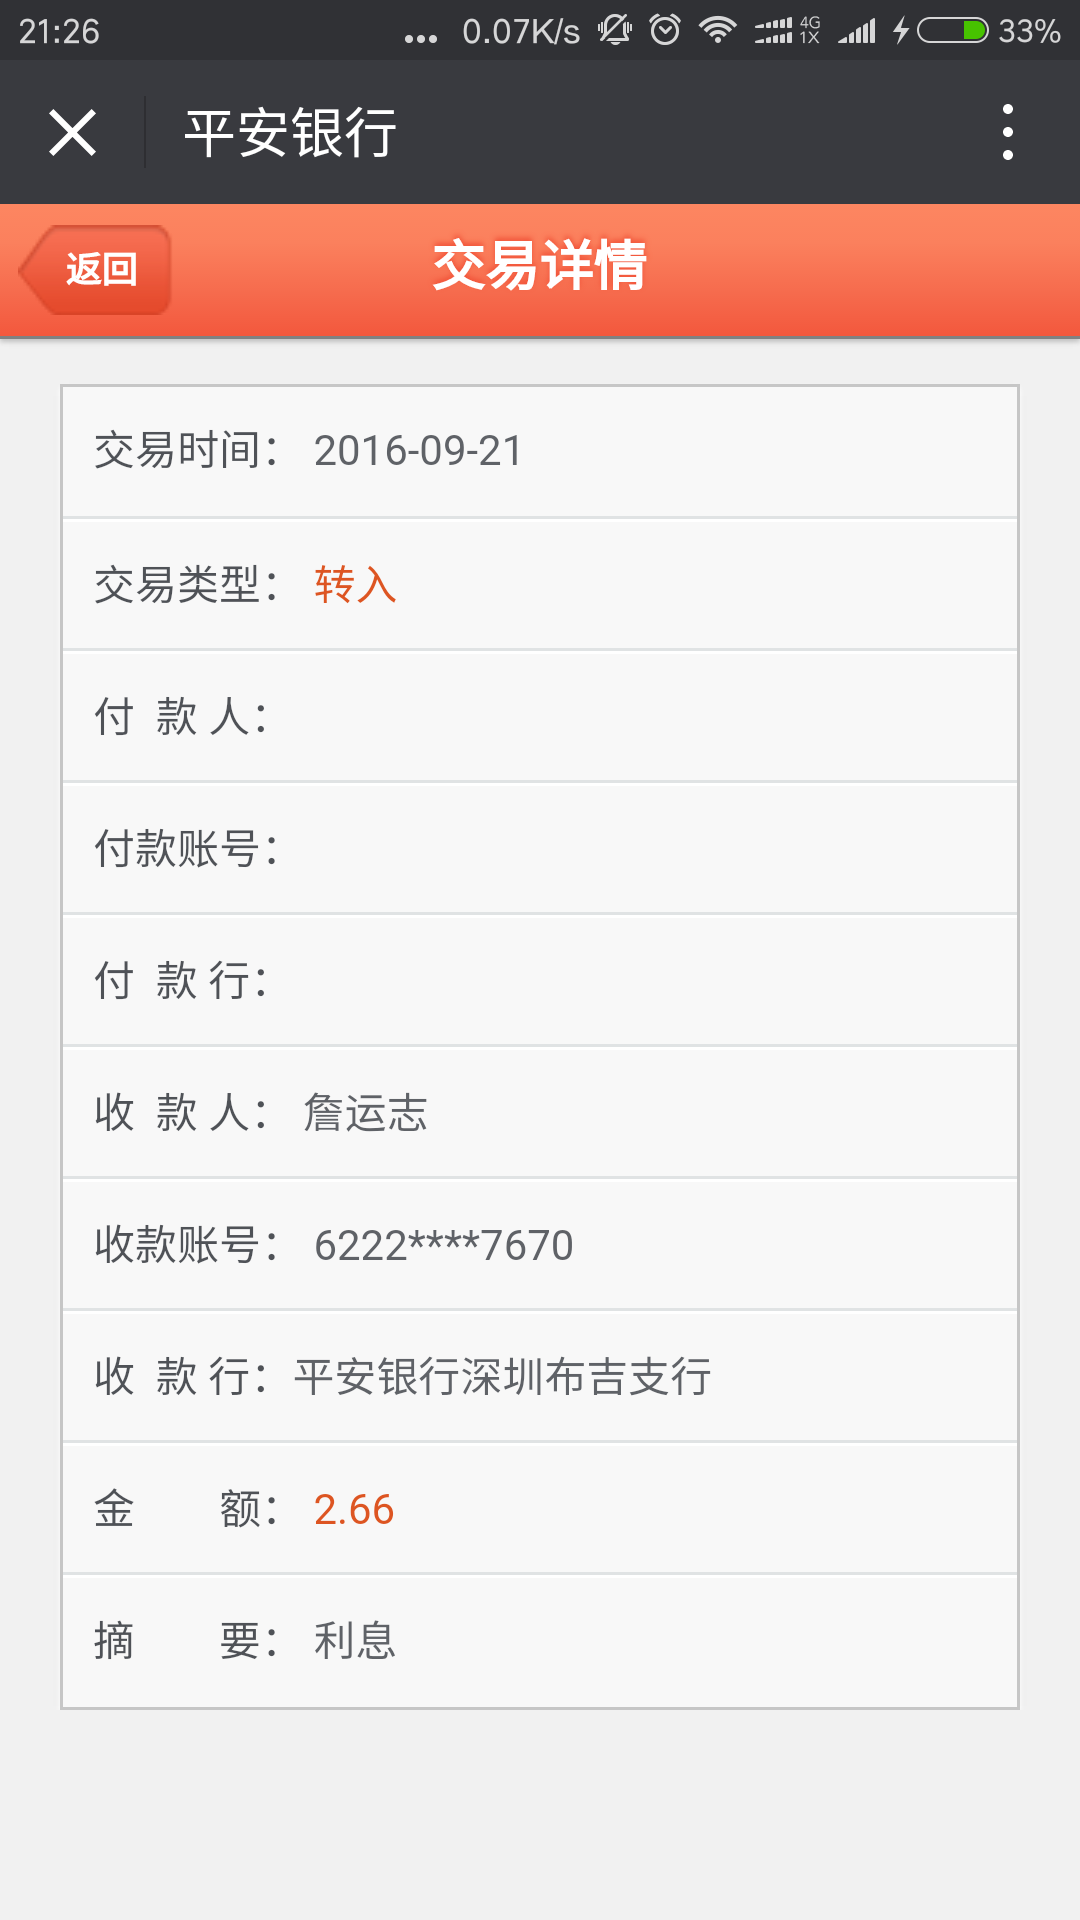 21:26 ... 0.07K/s 4G 1X 33%
平安银行
返回 交易详情
交易时间： 2016-09-21
交易类型： 转入
付 款 人：
付款账号：
付 款 行：
收 款 人： 詹运志
收款账号： 6222****7670
收 款 行：平安银行深圳布吉支行
金 额： 2.66
摘 要： 利息